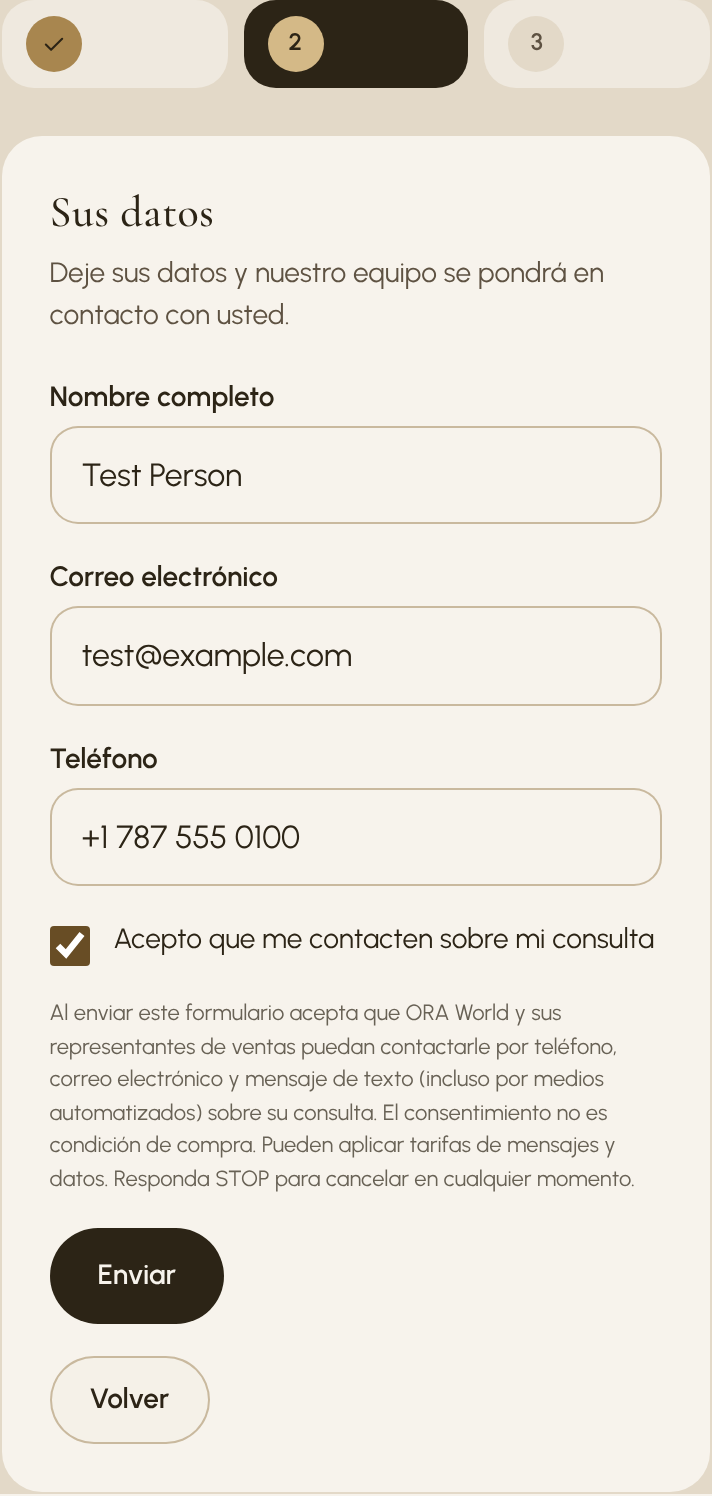 2
3
Sus datos
Deje sus datos y nuestro equipo se pondrá en
contacto con usted.
Nombre completo
Test Person
Correo electrónico
test@example.com
Teléfono
+1 787 555 0100
Acepto que me contacten sobre mi consulta
Al enviar este formulario acepta que ORA World y sus
representantes de ventas puedan contactarle por teléfono,
correo electrónico y mensaje de texto (incluso por medios
automatizados) sobre su consulta. El consentimiento no es
condición de compra. Pueden aplicar tarifas de mensajes y
datos. Responda STOP para cancelar en cualquier momento.
Enviar
Volver